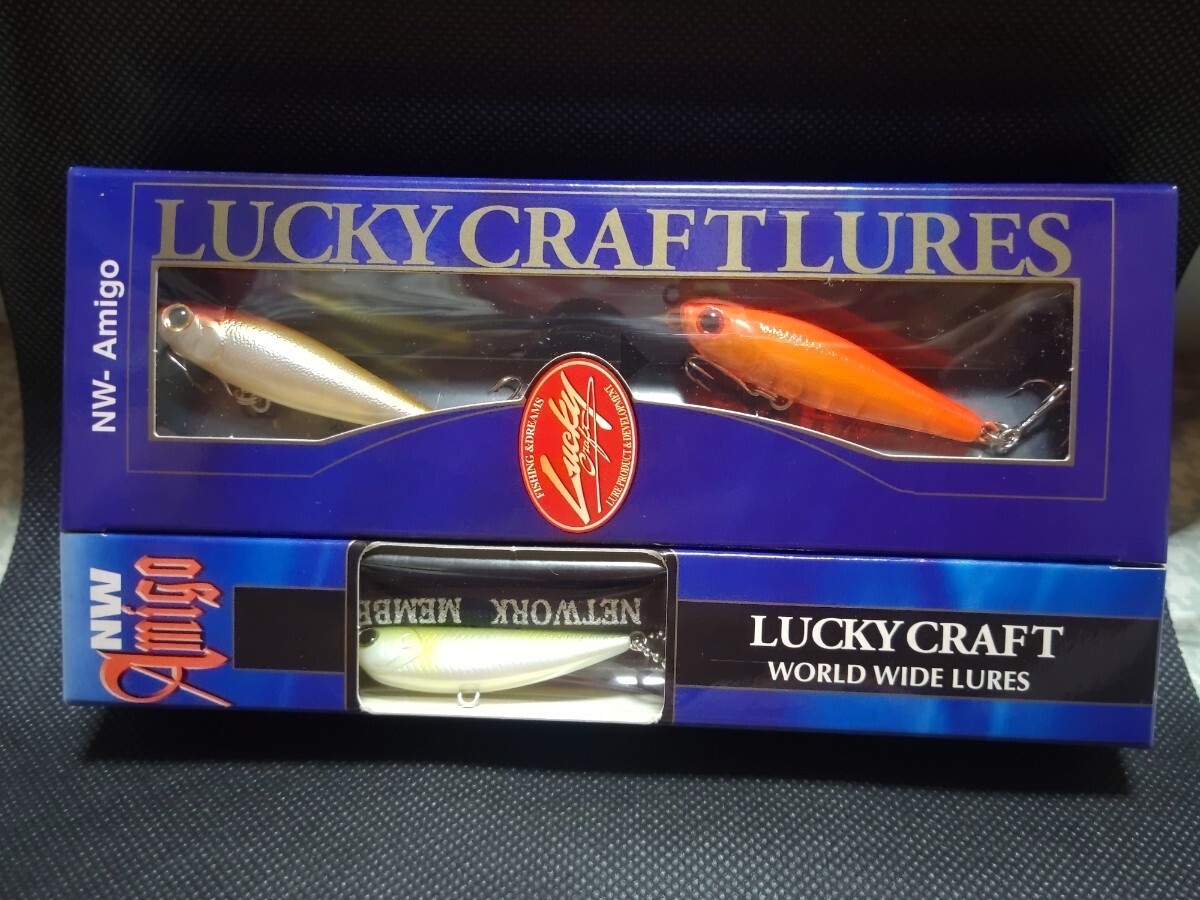 LUCKY CRAFT LURES
NW- Amigo
FISHING & DREAMS
Lucky
Craft
LURE PRODUCT & DEVELOPMENT
NW
Amigo
NETWORK
MEMBE
LUCKY CRAFT
WORLD WIDE LURES